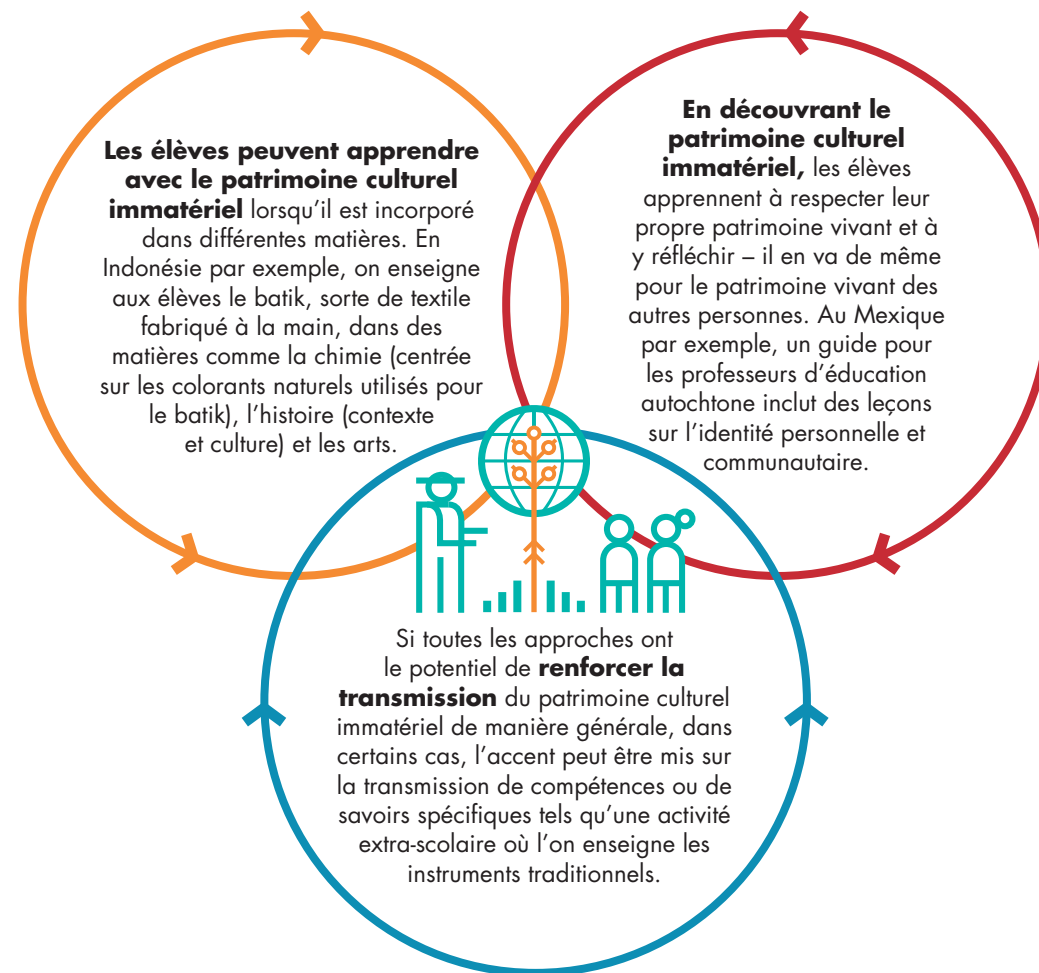 Les élèves peuvent apprendre
avec le patrimoine culturel
immatériel lorsqu'il est incorporé
dans différentes matières. En
Indonésie par exemple, on enseigne
aux élèves le batik, sorte de textile
fabriqué à la main, dans des
matières comme la chimie (centrée
sur les colorants naturels utilisés pour
le batik), l'histoire (contexte
et culture) et les arts.
En découvrant le
patrimoine culturel
immatériel, les élèves
apprennent à respecter leur
propre patrimoine vivant et à
y réfléchir – il en va de même
pour le patrimoine vivant des
autres personnes. Au Mexique
par exemple, un guide pour
les professeurs d'éducation
autochtone inclut des leçons
sur l'identité personnelle et
communautaire.
Si toutes les approches ont
le potentiel de renforcer la
transmission du patrimoine culturel
immatériel de manière générale, dans
certains cas, l'accent peut être mis sur
la transmission de compétences ou de
savoirs spécifiques tels qu'une activité
extra-scolaire où l'on enseigne les
instruments traditionnels.